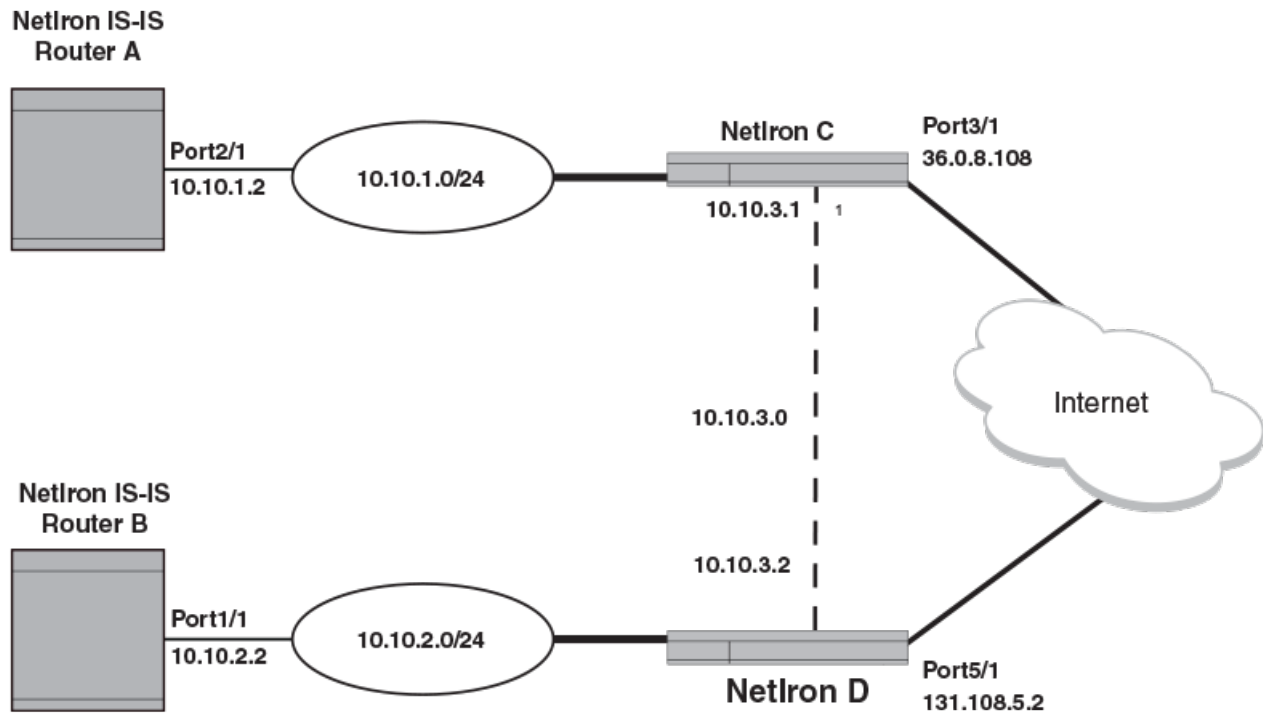 NetIron IS-IS
Router A
Port2/1
10.10.1.2
10.10.1.0/24
NetIron C
Port3/1
36.0.8.108
10.10.3.1
1
Internet
10.10.3.0
10.10.3.2
NetIron IS-IS
Router B
Port1/1
10.10.2.2
10.10.2.0/24
NetIron D
Port5/1
131.108.5.2